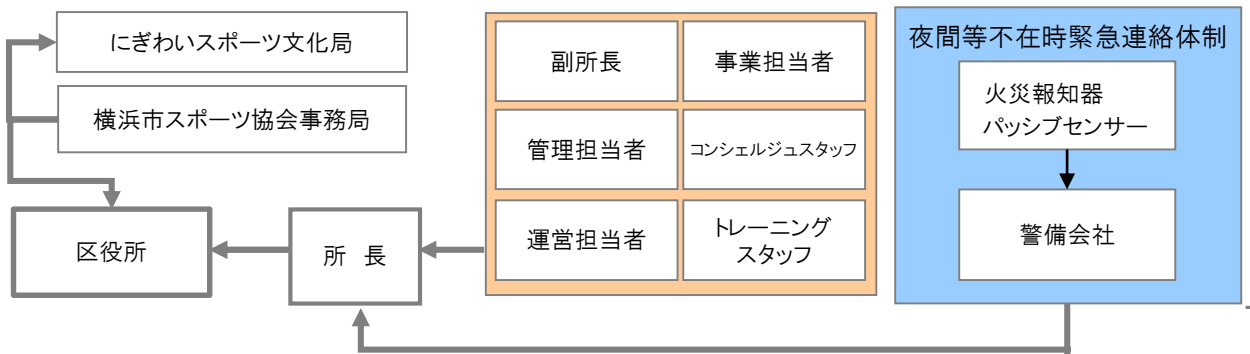 にぎわいスポーツ文化局
横浜市スポーツ協会事務局
区役所
所　長
副所長
事業担当者
管理担当者
コンシェルジュスタッフ
運営担当者
トレーニング
スタッフ
夜間等不在時緊急連絡体制
火災報知器
パッシブセンサー
警備会社